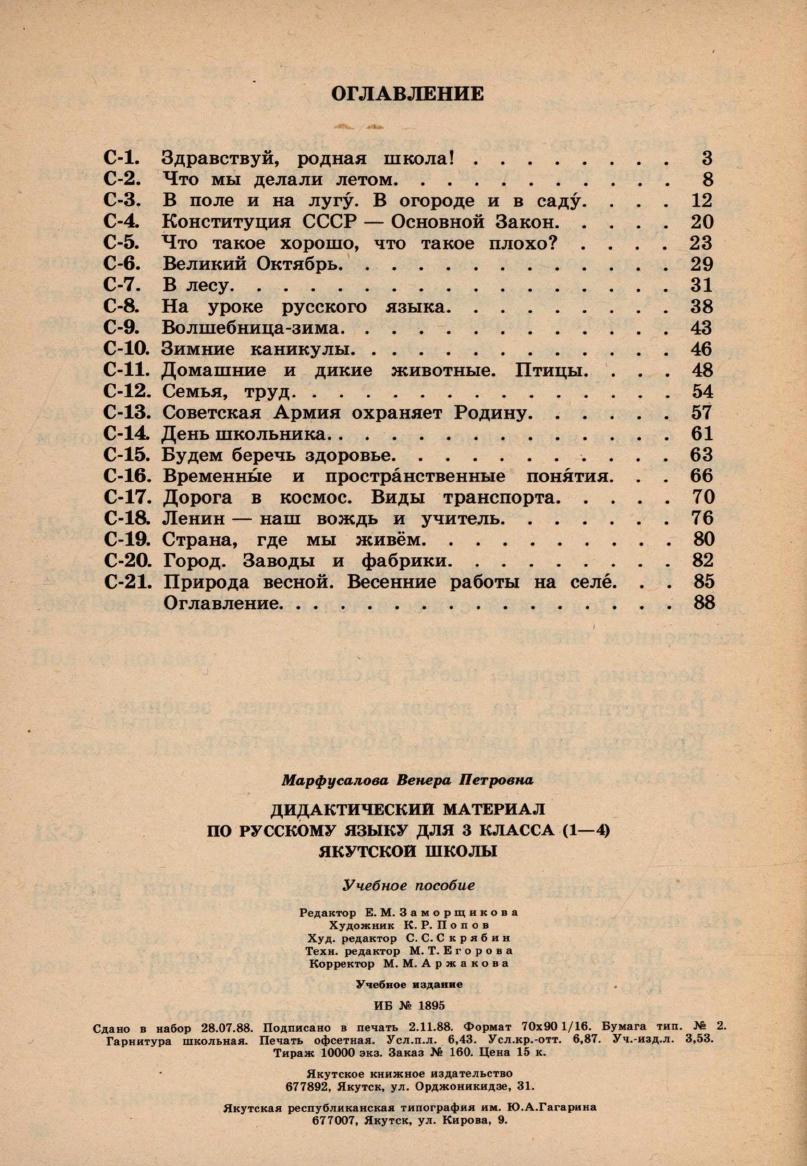 ОГЛАВЛЕНИЕ
С-1. Здравствуй, родная школа! . . . . . . . . 3
С-2. Что мы делали летом. . . . . . . . . . . 8
С-3. В поле и на лугу́. В огороде и в саду́. . . . 12
С-4. Конституция СССР — Основной Закон. . . . . 20
С-5. Что такое хорошо, что такое плохо? . . . . 23
С-6. Великий Октябрь. . . . . . . . . . . . . 29
С-7. В лесу. . . . . . . . . . . . . . . . . 31
С-8. На уроке русского языка. . . . . . . . . 38
С-9. Волшебница-зима. . . . . . . . . . . . . 43
С-10. Зимние каникулы. . . . . . . . . . . . . 46
С-11. Домашние и дикие животные. Птицы. . . . 48
С-12. Семья, труд. . . . . . . . . . . . . . . 54
С-13. Советская Армия охраняет Родину. . . . . . 57
С-14. День школьника. . . . . . . . . . . . . . 61
С-15. Будем беречь здоровье. . . . . . . . . . . 63
С-16. Временны́е и простра́нственные поня́тия. . . 66
С-17. Дорога в космос. Виды транспорта. . . . . 70
С-18. Ленин — наш вождь и учитель. . . . . . . 76
С-19. Страна, где мы живём. . . . . . . . . . 80
С-20. Город. Заводы и фабрики. . . . . . . . . 82
С-21. Природа весной. Весенние работы на селе́. . . 85
Оглавление. . . . . . . . . . . . . . . . 88
Марфусалова Венера Петровна
ДИДАКТИЧЕСКИЙ МАТЕРИАЛ
ПО РУССКОМУ ЯЗЫКУ ДЛЯ 3 КЛАССА (1—4)
ЯКУТСКОЙ ШКОЛЫ
Учебное пособие
Редактор Е. М. Заморщикова
Художник К. Р. Попов
Худ. редактор С. С. Скрябин
Техн. редактор М. Т. Егорова
Корректор М. М. Аржакова
Учебное издание
ИБ № 1895
Сдано в набор 28.07.88. Подписано в печать 2.11.88. Формат 70х90 1/16. Бумага тип. № 2.
Гарнитура школьная. Печать офсетная. Усл.п.л. 6,43. Усл.кр.-отт. 6,87. Уч.-изд.л. 3,53.
Тираж 10000 экз. Заказ № 160. Цена 15 к.
Якутское книжное издательство
677892, Якутск, ул. Орджоникидзе, 31.
Якутская республиканская типография им. Ю.А.Гагарина
677007, Якутск, ул. Кирова, 9.